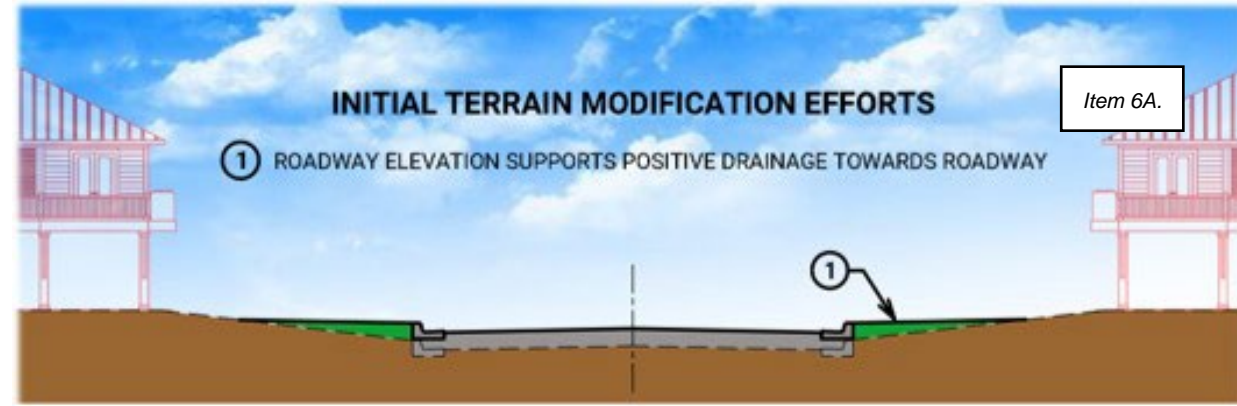 INITIAL TERRAIN MODIFICATION EFFORTS
Item 6A.
1 ROADWAY ELEVATION SUPPORTS POSITIVE DRAINAGE TOWARDS ROADWAY
1